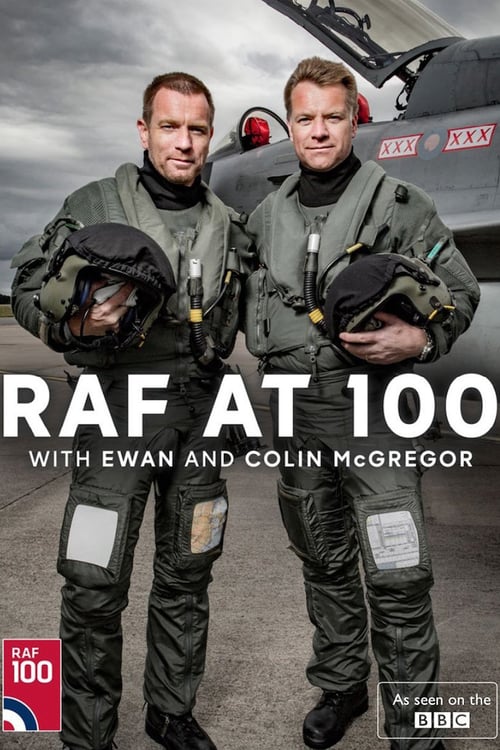 XXX XXX
RAF AT 100
WITH EWAN AND COLIN McGREGOR
RAF
100
As seen on the
BBC